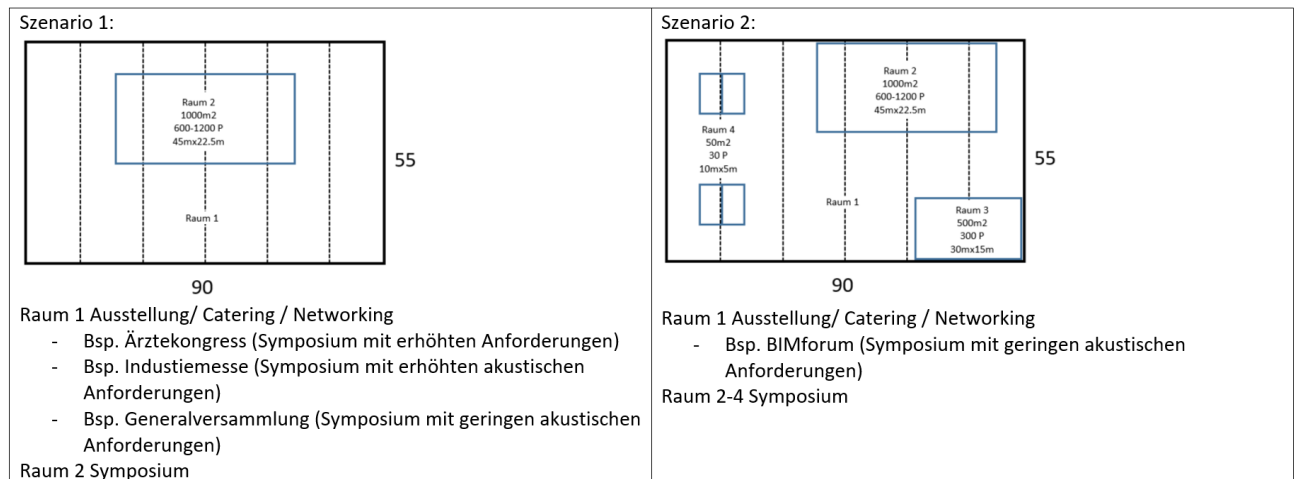 Szenario 1:
Raum 2
1000m2
600-1200 P
45mx22.5m
55
Raum 1
90
Raum 1 Ausstellung/ Catering / Networking
- Bsp. Ärztekongress (Symposium mit erhöhten Anforderungen)
- Bsp. Industiemesse (Symposium mit erhöhten akustischen
Anforderungen)
- Bsp. Generalversammlung (Symposium mit geringen akustischen
Anforderungen)
Raum 2 Symposium
Szenario 2:
Raum 2
1000m2
600-1200 P
45mx22.5m
Raum 4
50m2
30 P
10mx5m
55
Raum 1
Raum 3
500m2
300 P
30mx15m
90
Raum 1 Ausstellung/ Catering / Networking
- Bsp. BIMforum (Symposium mit geringen akustischen
Anforderungen)
Raum 2-4 Symposium